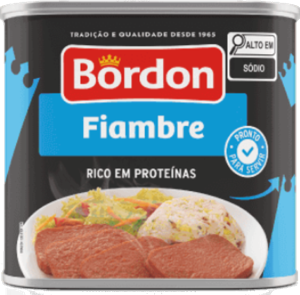 TRADIÇÃO E QUALIDADE DESDE 1965
Bordon
ALTO EM
SÓDIO
Fiambre
PRONTO
PARA SERVIR
RICO EM PROTEÍNAS